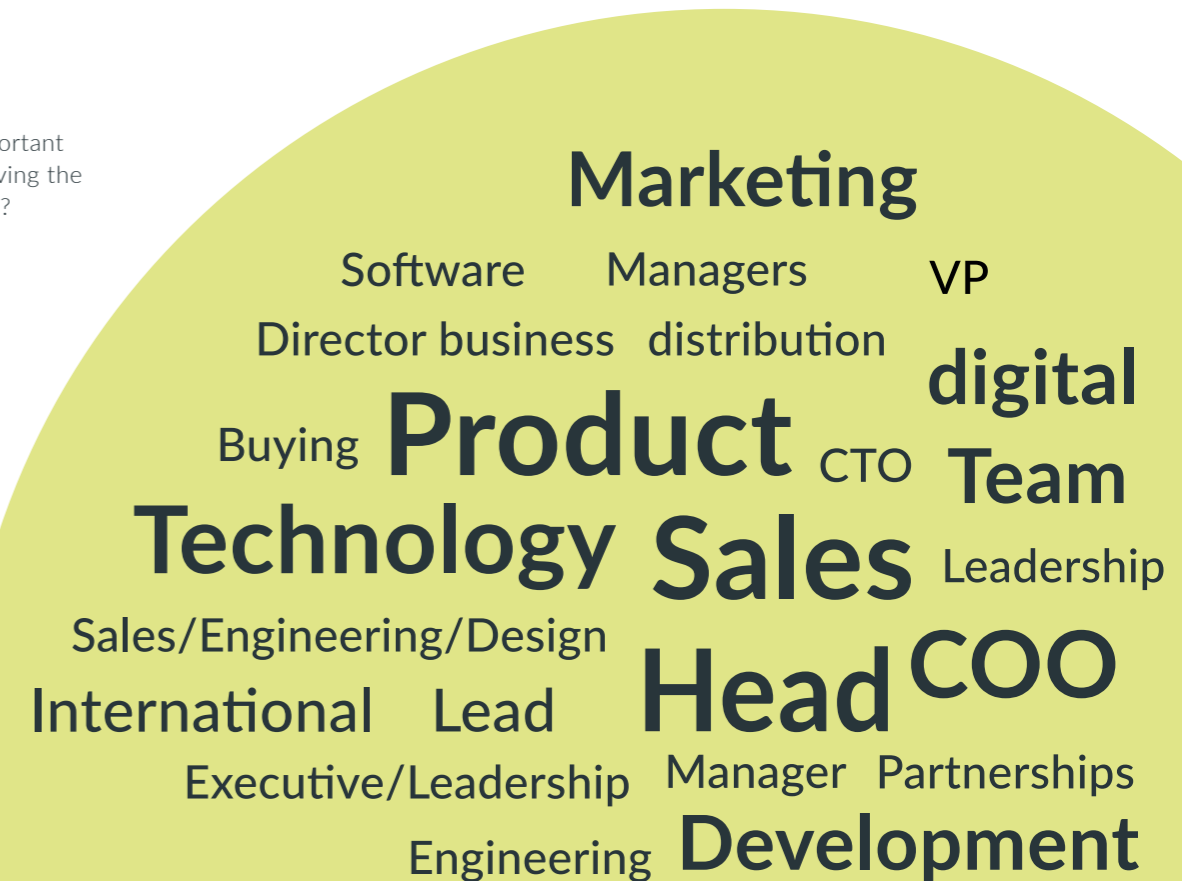 ortant
ving the
?
Marketing
Software Managers VP
Director business distribution
digital
Product
Buying CTO Team
Technology Sales
Leadership
Sales/Engineering/Design
Head COO
International Lead
Executive/Leadership Manager Partnerships
Engineering Development